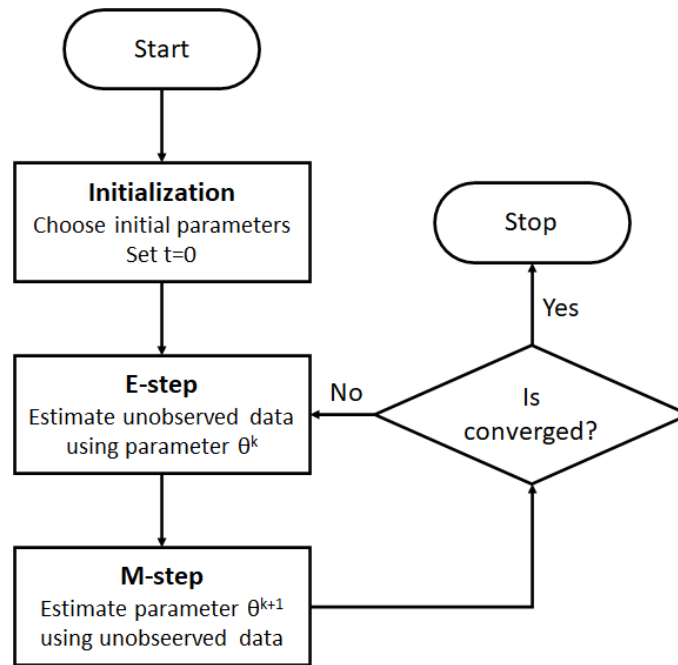 Start
Initialization
Choose initial parameters
Set t=0
E-step
Estimate unobserved data
using parameter θᵏ
M-step
Estimate parameter θᵏ⁺¹
using unobseerved data
Is
converged?
No
Yes
Stop